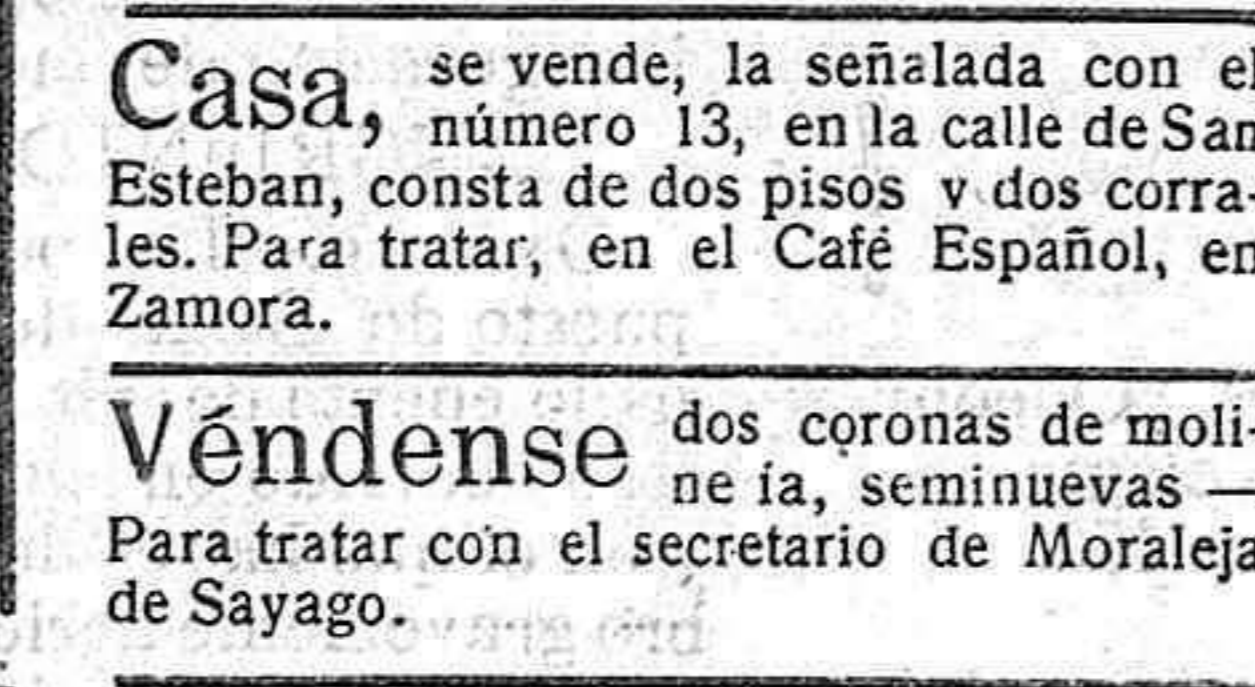 Casa, se vende, la señalada con el
número 13, en la calle de San
Esteban, consta de dos pisos y dos corra-
les. Para tratar, en el Café Español, en
Zamora.
Véndense dos coronas de moli-
ne ía, seminuevas —
Para tratar con el secretario de Moraleja
de Sayago.